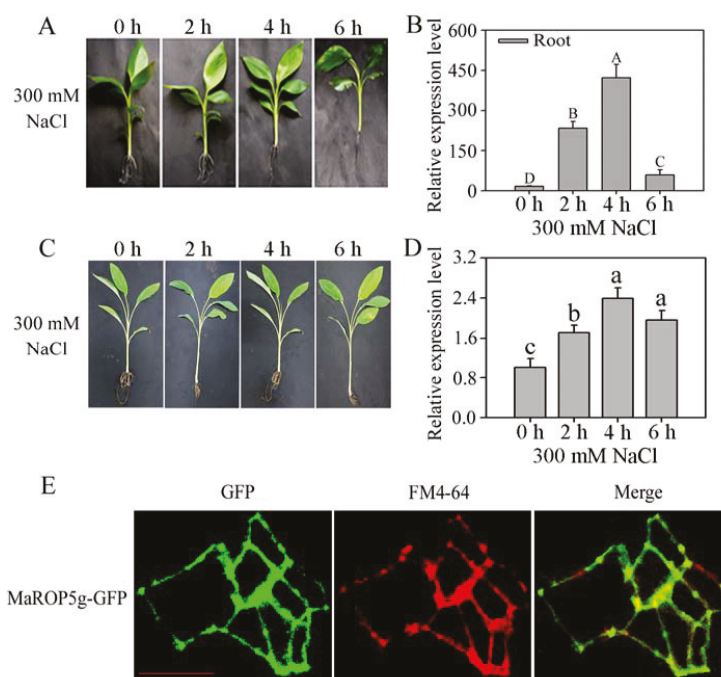 A
0 h 2 h 4 h 6 h
300 mM
NaCl
B
Relative expression level
600
450
300
150
0
Root
D
B
A
C
0 h 2 h 4 h 6 h
300 mM NaCl
C
0 h 2 h 4 h 6 h
300 mM
NaCl
D
Relative expression level
3.2
2.4
1.6
0.8
0.0
c
b
a
a
0 h 2 h 4 h 6 h
300 mM NaCl
E
GFP FM4-64 Merge
MaROP5g-GFP